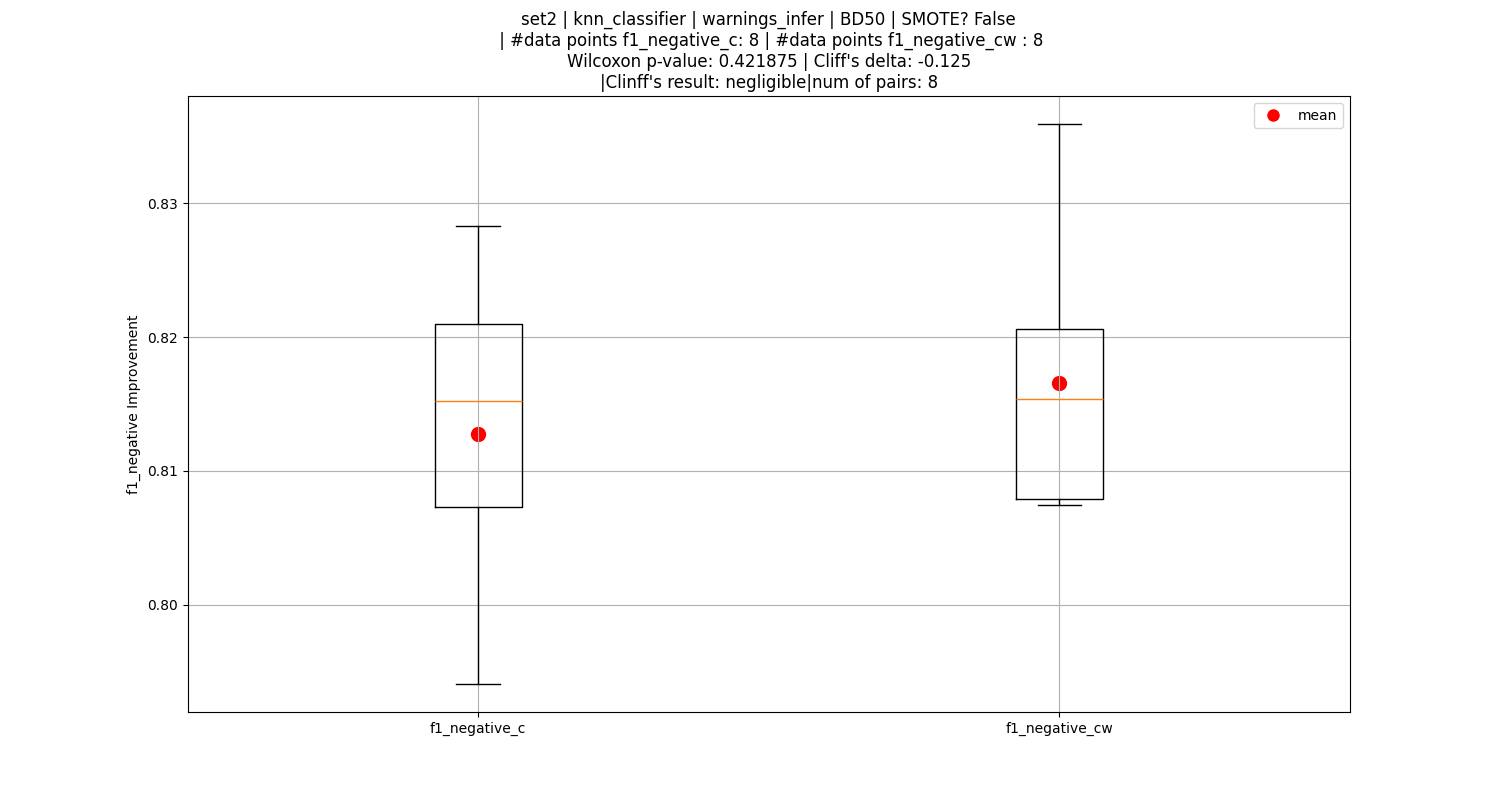 set2 | knn_classifier | warnings_infer | BD50 | SMOTE? False
| #data points f1_negative_c: 8 | #data points f1_negative_cw : 8
Wilcoxon p-value: 0.421875 | Cliff's delta: -0.125
|Clinff's result: negligible|num of pairs: 8
mean
0.83
0.82
0.81
0.80
f1_negative Improvement
f1_negative_c
f1_negative_cw